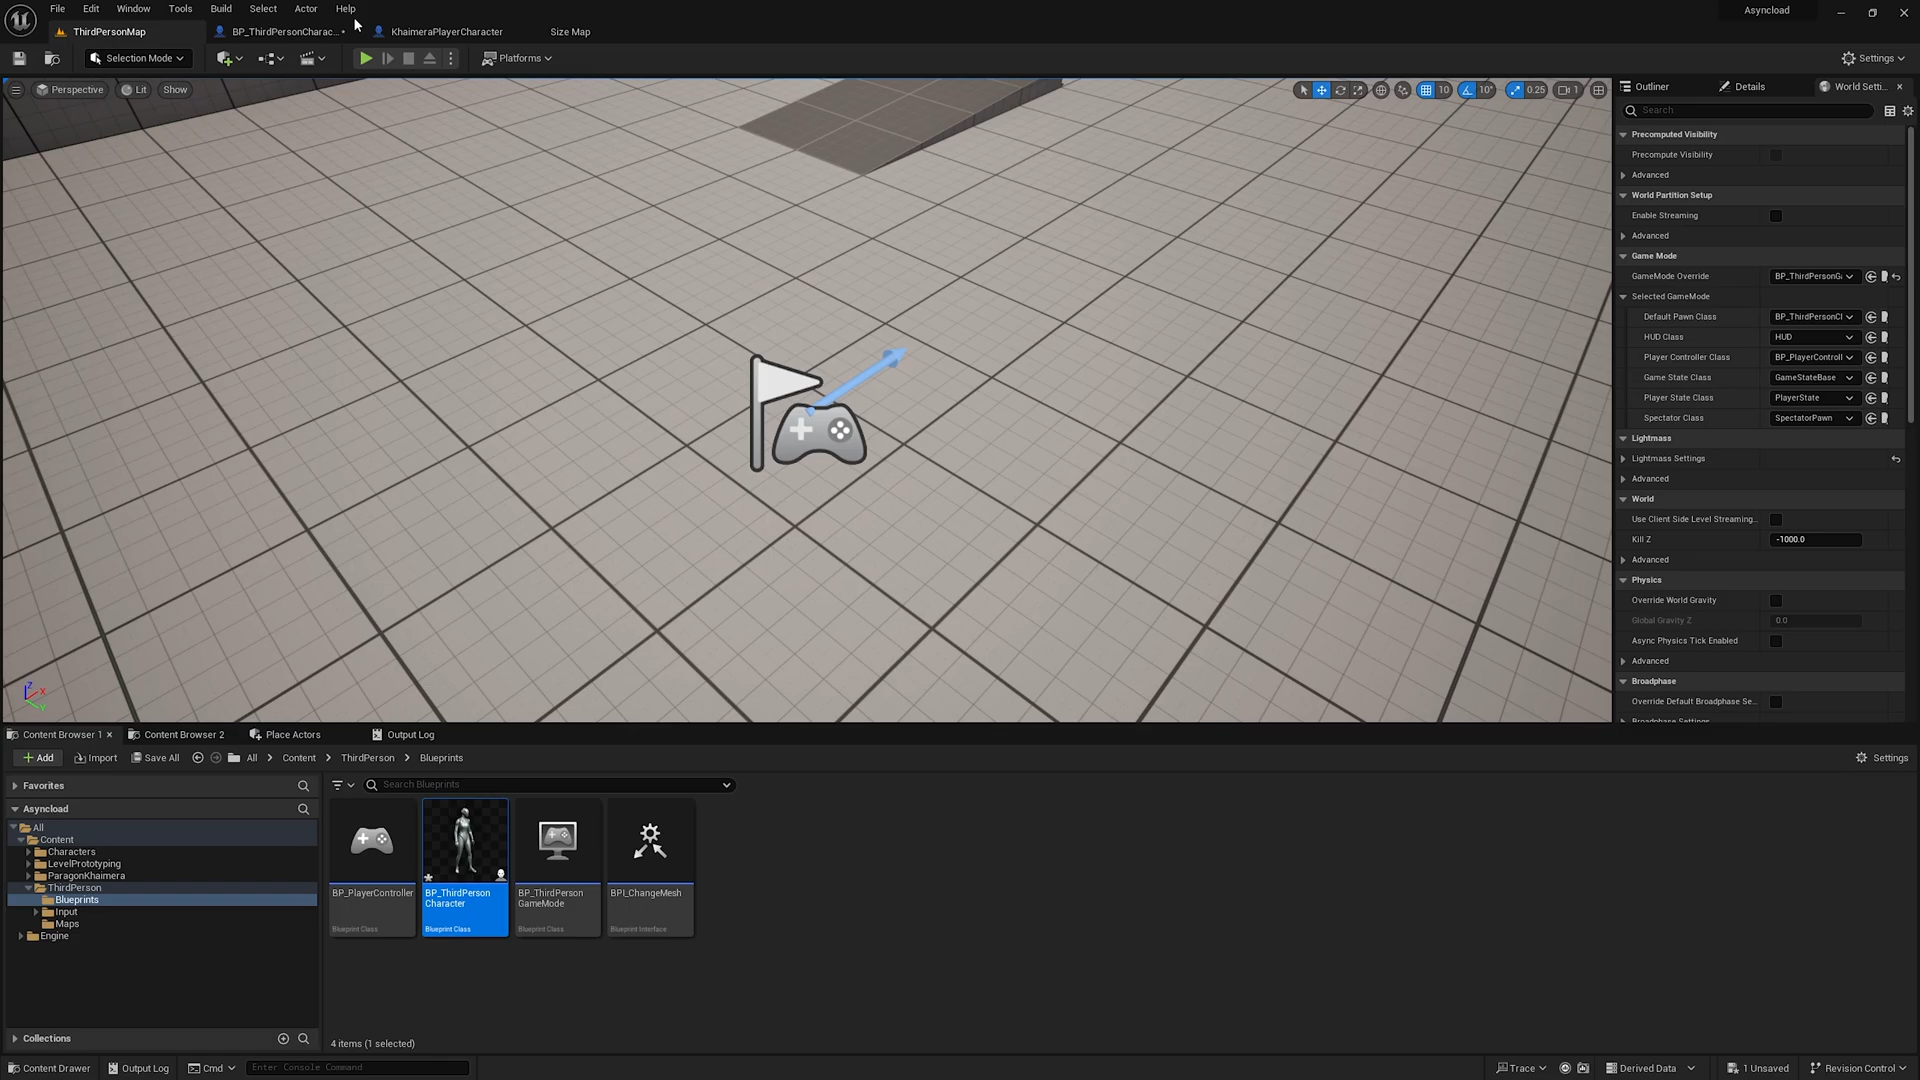 File Edit Window Tools Build Select Actor Help
Asyncload
ThirdPersonMap BP_ThirdPersonCharac...• KhaimeraPlayerCharacter Size Map
Selection Mode Platforms Settings
Perspective Lit Show 10 10° 0.25 1
Outliner Details World Setti...
Search
Precomputed Visibility
Precompute Visibility
Advanced
World Partition Setup
Enable Streaming
Advanced
Game Mode
GameMode Override BP_ThirdPersonGa
Selected GameMode
Default Pawn Class BP_ThirdPersonCl
HUD Class HUD
Player Controller Class BP_PlayerControll
Game State Class GameStateBase
Player State Class PlayerState
Spectator Class SpectatorPawn
Lightmass
Lightmass Settings
Advanced
World
Use Client Side Level Streaming...
Kill Z -1000.0
Advanced
Physics
Override World Gravity
Global Gravity Z 0.0
Async Physics Tick Enabled
Advanced
Broadphase
Override Default Broadphase Se...
Broadphase Settings
Z X Y
Content Browser 1 Content Browser 2 Place Actors Output Log
Add Import Save All All Content ThirdPerson Blueprints Settings
Favorites
Search Blueprints
Asyncload
All
Content
Characters
LevelPrototyping
ParagonKhaimera
ThirdPerson
Blueprints
Input
Maps
Engine
BP_PlayerController
Blueprint Class
BP_ThirdPerson
Character
Blueprint Class
BP_ThirdPerson
GameMode
Blueprint Class
BPI_ChangeMesh
Blueprint Interface
Collections
4 items (1 selected)
Content Drawer Output Log Cmd Enter Console Command Trace Derived Data 1 Unsaved Revision Control